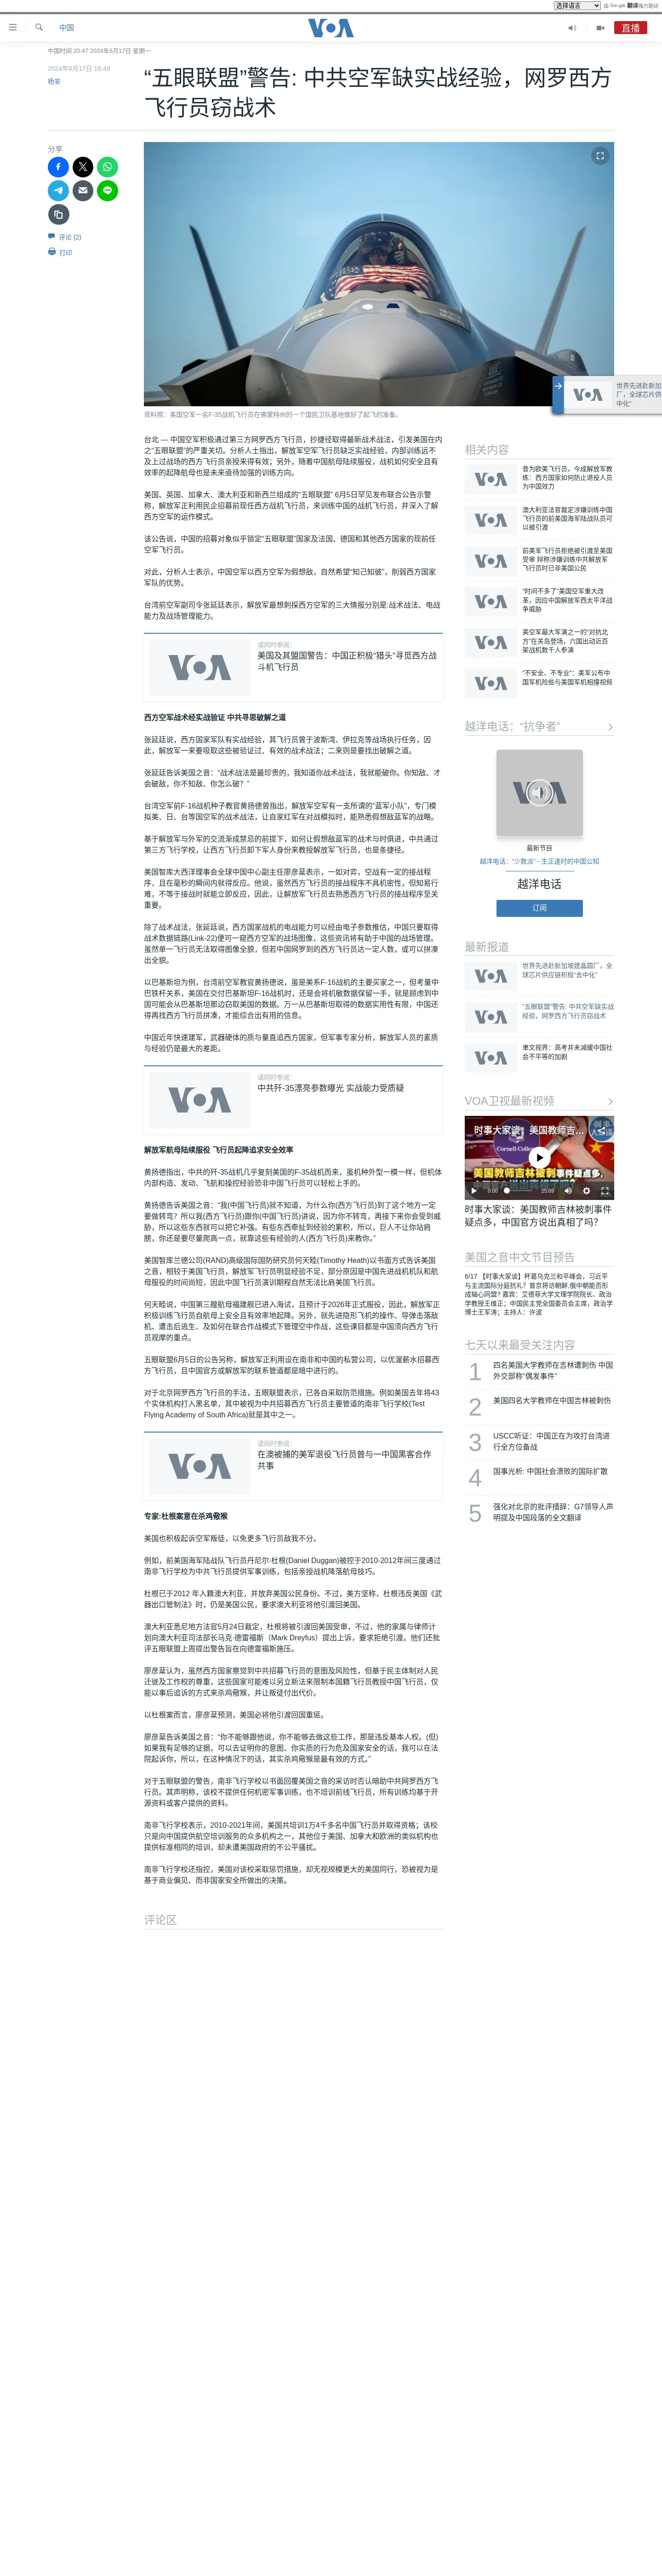 选择语言
由 Google 翻译强力驱动
中国
VOA
直播
中国时间 20:47 2024年6月17日 星期一
2024年6月17日 18:49
杨安
“五眼联盟”警告: 中共空军缺实战经验，网罗西方
飞行员窃战术
分享
评论 (2)
打印
资料照：美国空军一名F-35战机飞行员在佛蒙特州的一个国民卫队基地做好了起飞的准备。
台北 — 中国空军积极通过第三方网罗西方飞行员，抄捷径取得最新战术战法，引发美国在内
之“五眼联盟”的严重关切。分析人士指出，解放军空军飞行员缺乏实战经验，内部训练远不
及上过战场的西方飞行员亲授来得有效；另外，随着中国航母陆续服役，战机如何安全且有
效率的起降航母也是未来亟待加强的训练方向。
美国、英国、加拿大、澳大利亚和新西兰组成的“五眼联盟” 6月5日罕见发布联合公告示警
称，解放军正利用民企招募前现任西方战机飞行员，来训练中国的战机飞行员，并深入了解
西方空军的运作模式。
该公告说，中国的招募对象似乎锁定“五眼联盟”国家及法国、德国和其他西方国家的现前任
空军飞行员。
对此，分析人士表示，中国空军以西方空军为假想敌，自然希望“知己知彼”，削弱西方国家
军队的优势。
台湾前空军副司令张延廷表示，解放军最想刺探西方空军的三大情报分别是:战术战法、电战
能力及战场管理能力。
VOA
请同时参阅：
美国及其盟国警告：中国正积极“猎头”寻觅西方战
斗机飞行员
西方空军战术经实战验证 中共寻思破解之道
张延廷说，西方国家军队有实战经验，其飞行员曾于波斯湾、伊拉克等战场执行任务，因
此，解放军一来要吸取这些被验证过、有效的战术战法；二来则是要找出破解之道。
张延廷告诉美国之音：“战术战法是最珍贵的，我知道你战术战法，我就能破你。你知敌、才
会破敌，你不知敌、你怎么破？”
台湾空军前F-16战机种子教官黄扬德曾指出，解放军空军有一支所谓的“蓝军小队”，专门模
拟美、日、台等国空军的战术战法，让自家红军在对战模拟时，能熟悉假想敌蓝军的战略。
基于解放军与外军的交流渐成禁忌的前提下，如何让假想敌蓝军的战术与时俱进，中共通过
第三方飞行学校，让西方飞行员卸下军人身份来教授解放军飞行员，也是条捷径。
美国智库大西洋理事会全球中国中心副主任廖彦棻表示，一如对弈，空战有一定的接战程
序，且在毫秒的瞬间内就得反应。他说，虽然西方飞行员的接战程序不具机密性，但知易行
难，不等于接战时就能立即反应，因此，让解放军飞行员去熟悉西方飞行员的接战程序至关
重要。
除了战术战法，张延廷说，西方国家战机的电战能力可以经由电子参数推估，中国只要取得
战术数据链路(Link-22)便可一窥西方空军的战场图像，这些资讯将有助于中国的战场管理。
虽然单一飞行员无法取得图像全貌，但若中国网罗到的西方飞行员达一定人数，或可以拼凑
出全貌。
以巴基斯坦为例，台湾前空军教官黄扬德说，虽是美系F-16战机的主要买家之一，但考量中
巴铁杆关系，美国在交付巴基斯坦F-16战机时，还是会将机敏数据保留一手，就是顾虑到中
国可能会从巴基斯坦那边窃取美国的数据。万一从巴基斯坦取得的数据实用性有限，中国还
得再找西方飞行员拼凑，才能综合出有用的信息。
中国近年快速建军，武器硬体的质与量直追西方国家，但军事专家分析，解放军人员的素质
与经验仍是最大的差距。
VOA
请同时参阅：
中共歼-35漂亮参数曝光 实战能力受质疑
解放军航母陆续服役 飞行员起降追求安全效率
黄扬德指出，中共的歼-35战机几乎复刻美国的F-35战机而来，虽机种外型一模一样，但机体
内部构造、发动、飞航和操控经验恐非中国飞行员可以轻松上手的。
黄扬德告诉美国之音：“我(中国飞行员)就不知道，为什么你(西方飞行员)到了这个地方一定
要做转弯？所以我(西方飞行员)跟你(中国飞行员)讲说，因为你不转弯，再接下来你会受到威
胁，所以这些东西就可以把它补强。有些东西牵扯到经验的累积，所以，巨人不让你站肩
膀，你还是要尽量爬高一点，就靠这些有经验的人(西方飞行员)来教你。”
美国智库兰德公司(RAND)高级国际国防研究员何天睦(Timothy Heath)以书面方式告诉美国
之音，相较于美国飞行员，解放军飞行员明显经验不足，部分原因是中国先进战机机队和航
母服役的时间尚短，因此中国飞行员满训期程自然无法比肩美国飞行员。
何天睦说，中国第三艘航母福建舰已进入海试，且预计于2026年正式服役，因此，解放军正
积极训练飞行员自航母上安全且有效率地起降。另外，就先进隐形飞机的操作、导弹击落敌
机、遭击后逃生、及如何在联合作战模式下管理空中作战，这些课目都是中国须向西方飞行
员观摩的重点。
五眼联盟6月5日的公告另称，解放军正利用设在南非和中国的私营公司，以优渥薪水招募西
方飞行员，且中国官方或解放军的联系管道都是暗中进行的。
对于北京网罗西方飞行员的手法，五眼联盟表示，已各自采取防范措施。例如美国去年将43
个实体机构打入黑名单，其中被视为中共招募西方飞行员主要管道的南非飞行学校(Test
Flying Academy of South Africa)就是其中之一。
VOA
请同时参阅：
在澳被捕的美军退役飞行员曾与一中国黑客合作
共事
专家:杜根案意在杀鸡儆猴
美国也积极起诉空军叛徒，以免更多飞行员敌我不分。
例如，前美国海军陆战队飞行员丹尼尔·杜根(Daniel Duggan)被控于2010-2012年间三度通过
南非飞行学校为中共飞行员提供军事训练，包括亲授战机降落航母技巧。
杜根已于2012 年入籍澳大利亚，并放弃美国公民身份。不过，美方坚称，杜根违反美国《武
器出口管制法》时，仍是美国公民，要求澳大利亚将他引渡回美国。
澳大利亚悉尼地方法官5月24日裁定，杜根将被引渡回美国受审，不过，他的家属与律师计
划向澳大利亚司法部长马克·德雷福斯（Mark Dreyfus）提出上诉，要求拒绝引渡。他们还批
评五眼联盟上周提出警告旨在向德雷福斯施压。
廖彦棻认为，虽然西方国家察觉到中共招募飞行员的意图及风险性，但基于民主体制对人民
迁徙及工作权的尊重，这些国家可能难以另立新法来限制本国籍飞行员教授中国飞行员，仅
能以事后追诉的方式来杀鸡儆猴，并让叛徒付出代价。
以杜根案而言，廖彦棻预测，美国必将他引渡回国重惩。
廖彦棻告诉美国之音：“你不能够跟他说，你不能够去做这些工作，那是违反基本人权。(但)
如果我有足够的证据，可以去证明你的意图、你实质的行为危及国家安全的话，我可以在法
院起诉你，所以，在这种情况下的话，其实杀鸡儆猴是最有效的方式。”
对于五眼联盟的警告，南非飞行学校以书面回覆美国之音的采访时否认暗助中共网罗西方飞
行员。其声明称，该校不提供任何机密军事训练，也不培训前线飞行员，所有训练均基于开
源资料或客户提供的资料。
南非飞行学校表示，2010-2021年间，美国共培训1万4千多名中国飞行员并取得资格；该校
只是向中国提供航空培训服务的众多机构之一，其他位于美国、加拿大和欧洲的类似机构也
提供标准相同的培训，却未遭美国政府的不公平骚扰。
南非飞行学校还指控，美国对该校采取惩罚措施，却无视规模更大的美国同行，恐被视为是
基于商业偏见、而非国家安全所做出的决策。
评论区
VOA
世界先进赴新加
厂，全球芯片供
中化”
相关内容
VOA
昔为欧美飞行员，今成解放军教
练：西方国家如何防止退役人员
为中国效力
VOA
澳大利亚法官裁定涉嫌训练中国
飞行员的前美国海军陆战队员可
以被引渡
VOA
前美军飞行员拒绝被引渡至美国
受审 辩称涉嫌训练中共解放军
飞行员时已非美国公民
VOA
“时间不多了”美国空军重大改
革，因应中国解放军西太平洋战
争威胁
VOA
美空军最大军演之一的“对抗北
方”在关岛登场，六国出动近百
架战机数千人参演
VOA
“不安全、不专业”：美军公布中
国军机险些与美国军机相撞视频
越洋电话：“抗争者”
VOA
最新节目
越洋电话：“少数派” - 生正逢时的中国公知
越洋电话
订阅
最新报道
VOA
世界先进赴新加坡建晶圆厂，全
球芯片供应链积极“去中化”
VOA
“五眼联盟”警告: 中共空军缺实战
经验，网罗西方飞行员窃战术
VOA
聿文视界：高考并未减缓中国社
会不平等的加剧
VOA卫视最新视频
时事大家谈：美国教师吉…
Cornell College
美国教师吉林被刺事件疑点多,
0:00
25:09
时事大家谈：美国教师吉林被刺事件
疑点多，中国官方说出真相了吗？
美国之音中文节目预告
6/17 【时事大家谈】杯葛乌克兰和平峰会，习近平
与主流国际分庭抗礼？普京将访朝鲜,俄中朝能否形
成轴心同盟? 嘉宾：艾德菲大学文理学院院长、政治
学教授王维正；中国民主党全国委员会主席，政治学
博士王军涛；主持人：许波
七天以来最受关注内容
1
四名美国大学教师在吉林遭刺伤 中国
外交部称“偶发事件”
2
美国四名大学教师在中国吉林被刺伤
3
USCC听证：中国正在为攻打台湾进
行全方位备战
4
国事光析: 中国社会溃败的国际扩散
5
强化对北京的批评措辞：G7领导人声
明提及中国段落的全文翻译